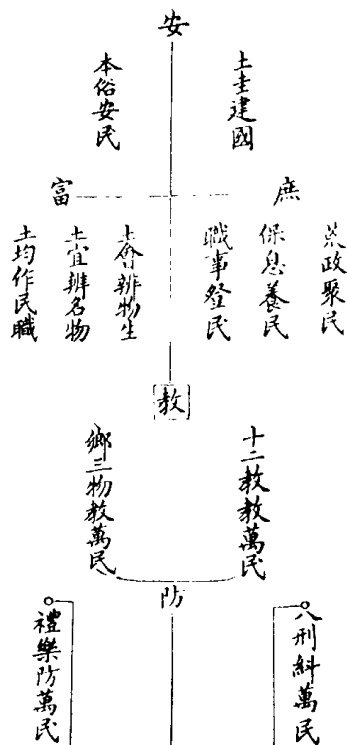 安
土圭建國
本俗安民
庶
富
荒政聚民
保息養民
職事登民
土會辨物生
土宜辨名物
土均作民職
教
十二教教萬民
鄉三物教萬民
防
八刑糾萬民
禮樂防萬民